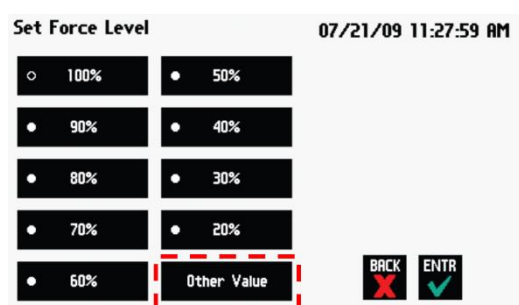 Set Force Level 07/21/09 11:27:59 AM
100% 50%
90% 40%
80% 30%
70% 20%
60% Other Value
BACK ENTR